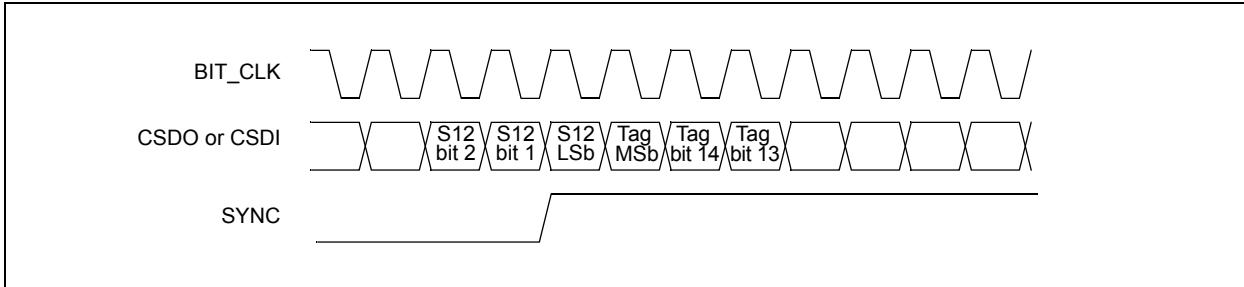 BIT_CLK
CSDO or CSDI
S12 S12 S12 Tag Tag Tag
bit 2 bit 1 LSb MSb bit 14 bit 13
SYNC